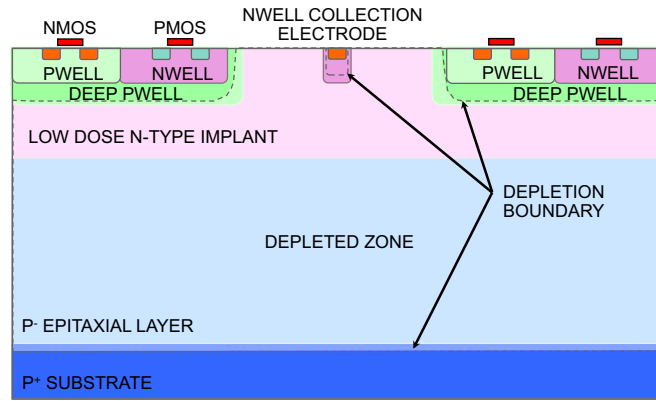 NMOS
PMOS
NWELL COLLECTION
ELECTRODE
PWELL
NWELL
PWELL
NWELL
DEEP PWELL
DEEP PWELL
LOW DOSE N-TYPE IMPLANT
DEPLETION
BOUNDARY
DEPLETED ZONE
P- EPITAXIAL LAYER
P+ SUBSTRATE